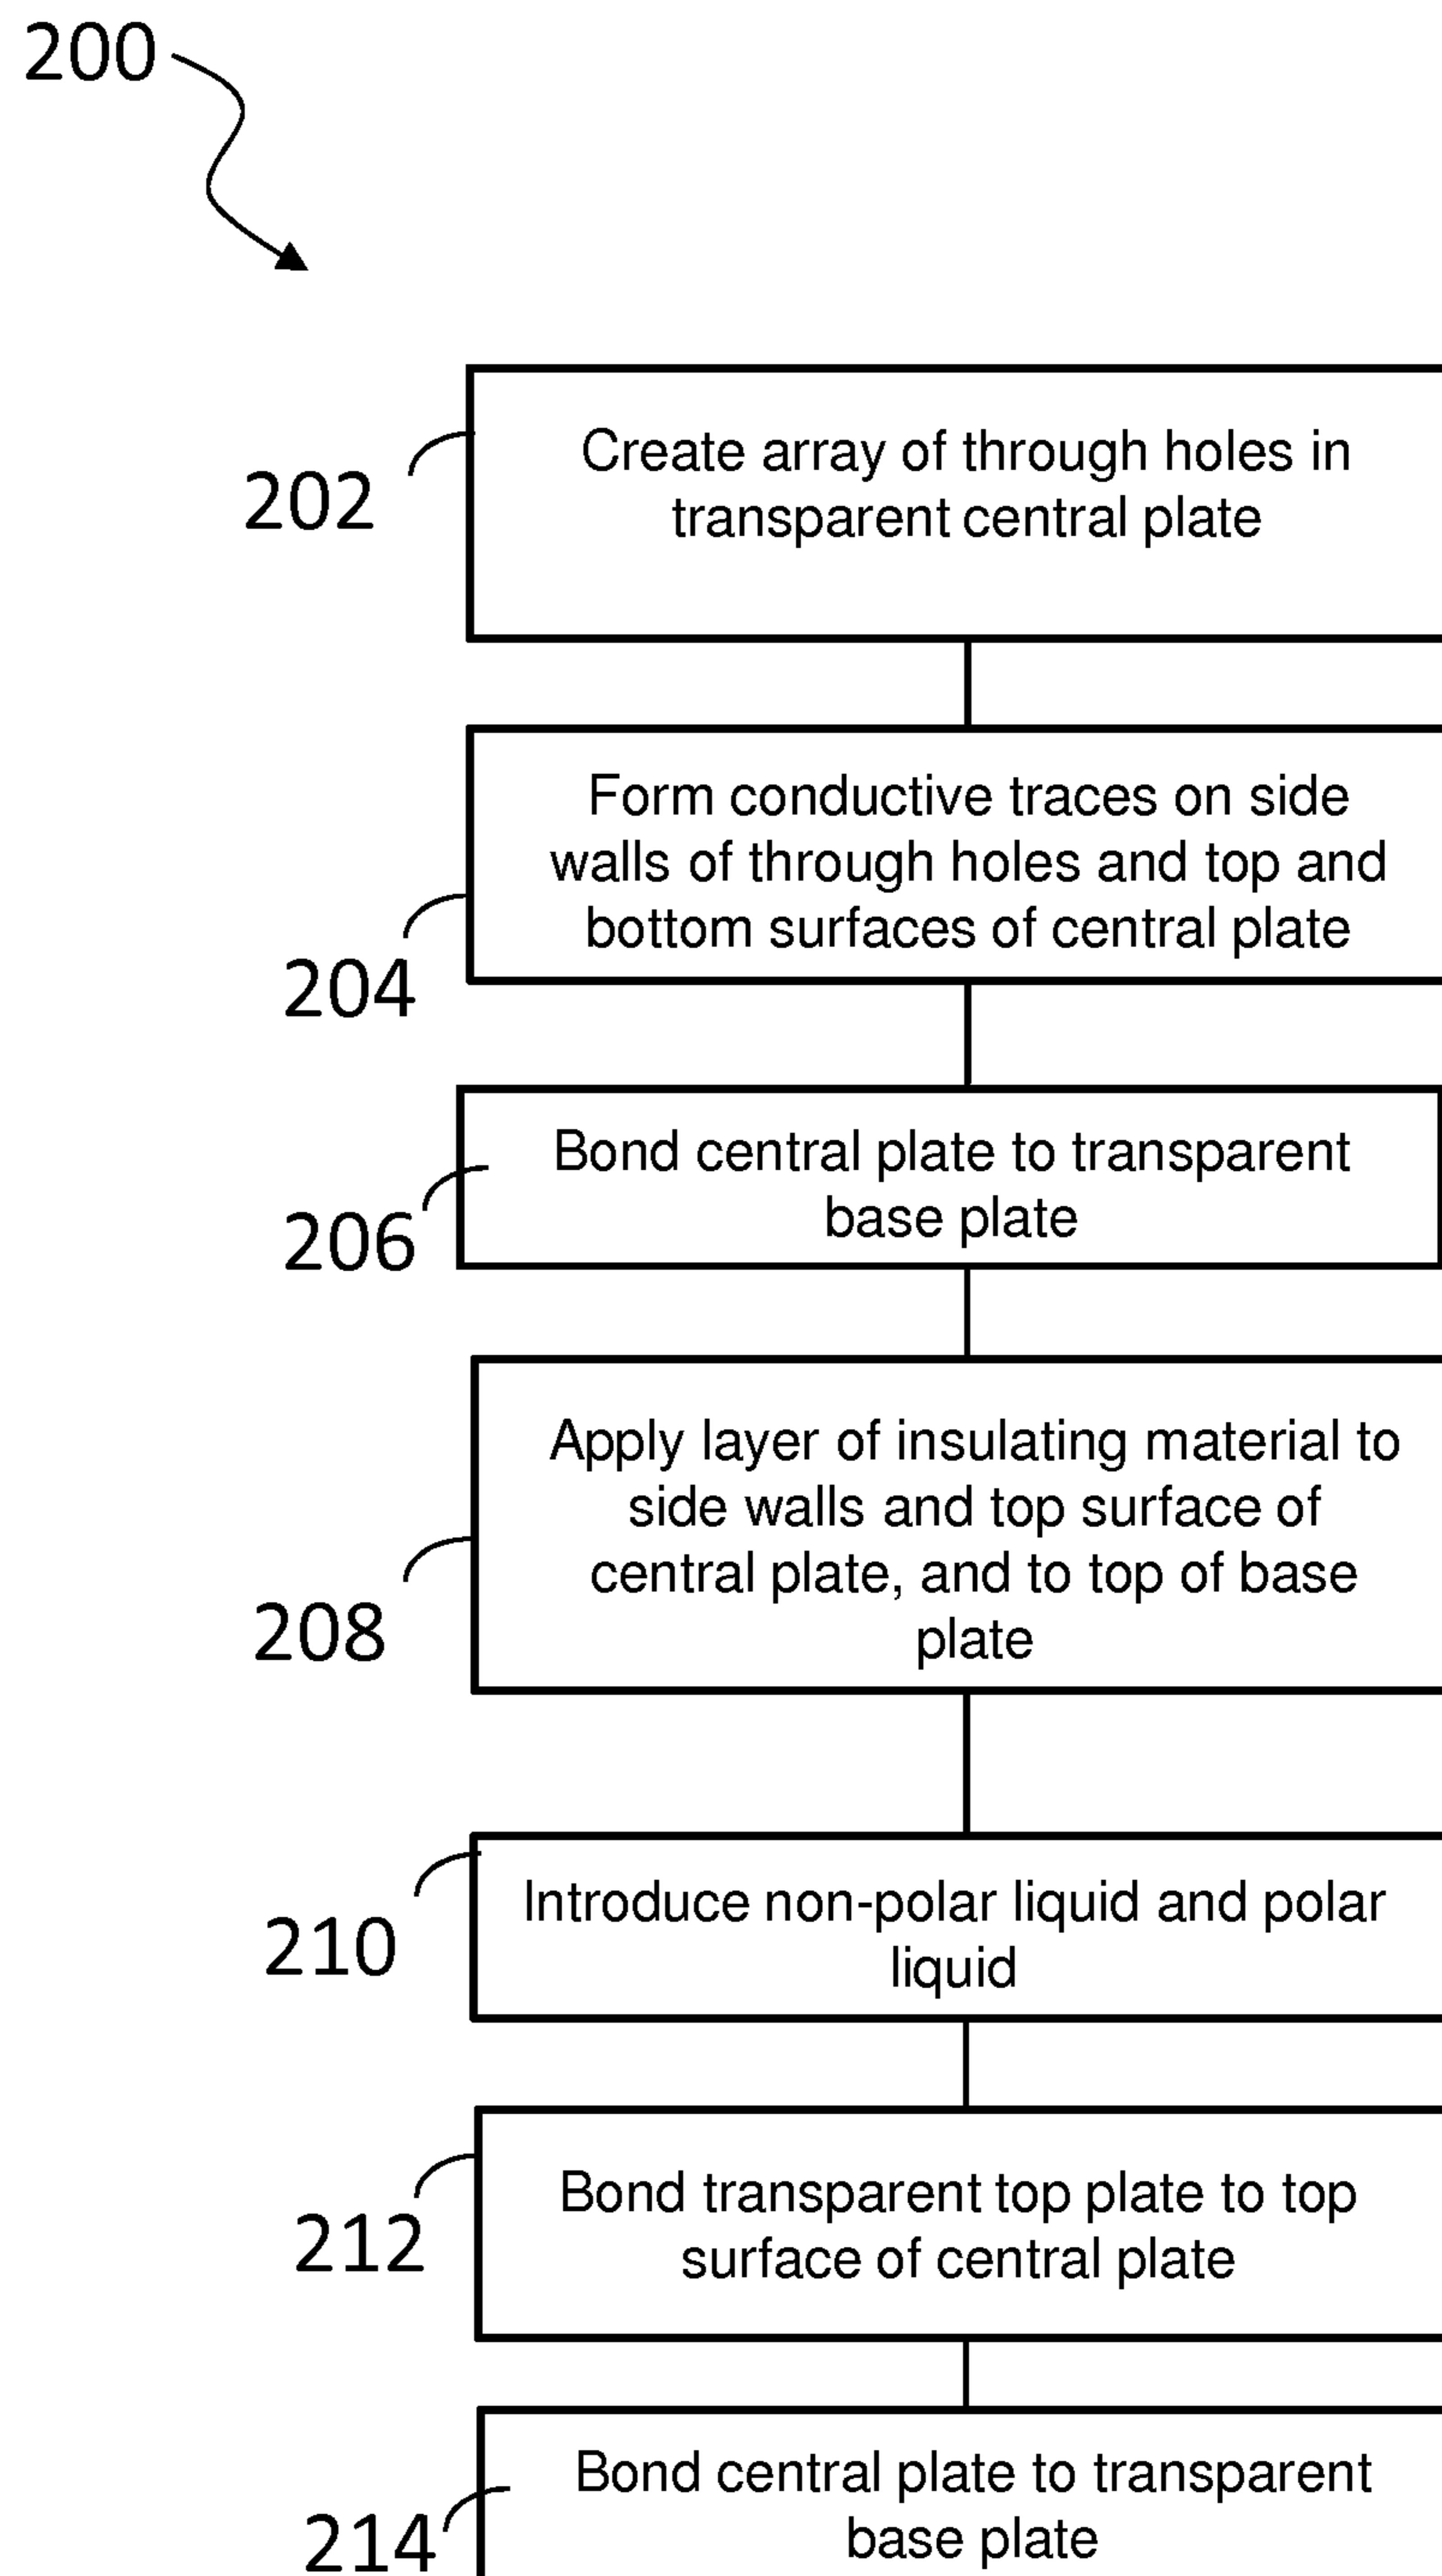 200
202
Create array of through holes in
transparent central plate
204
Form conductive traces on side
walls of through holes and top and
bottom surfaces of central plate
206
Bond central plate to transparent
base plate
208
Apply layer of insulating material to
side walls and top surface of
central plate, and to top of base
plate
210
Introduce non-polar liquid and polar
liquid
212
Bond transparent top plate to top
surface of central plate
214
Bond central plate to transparent
base plate